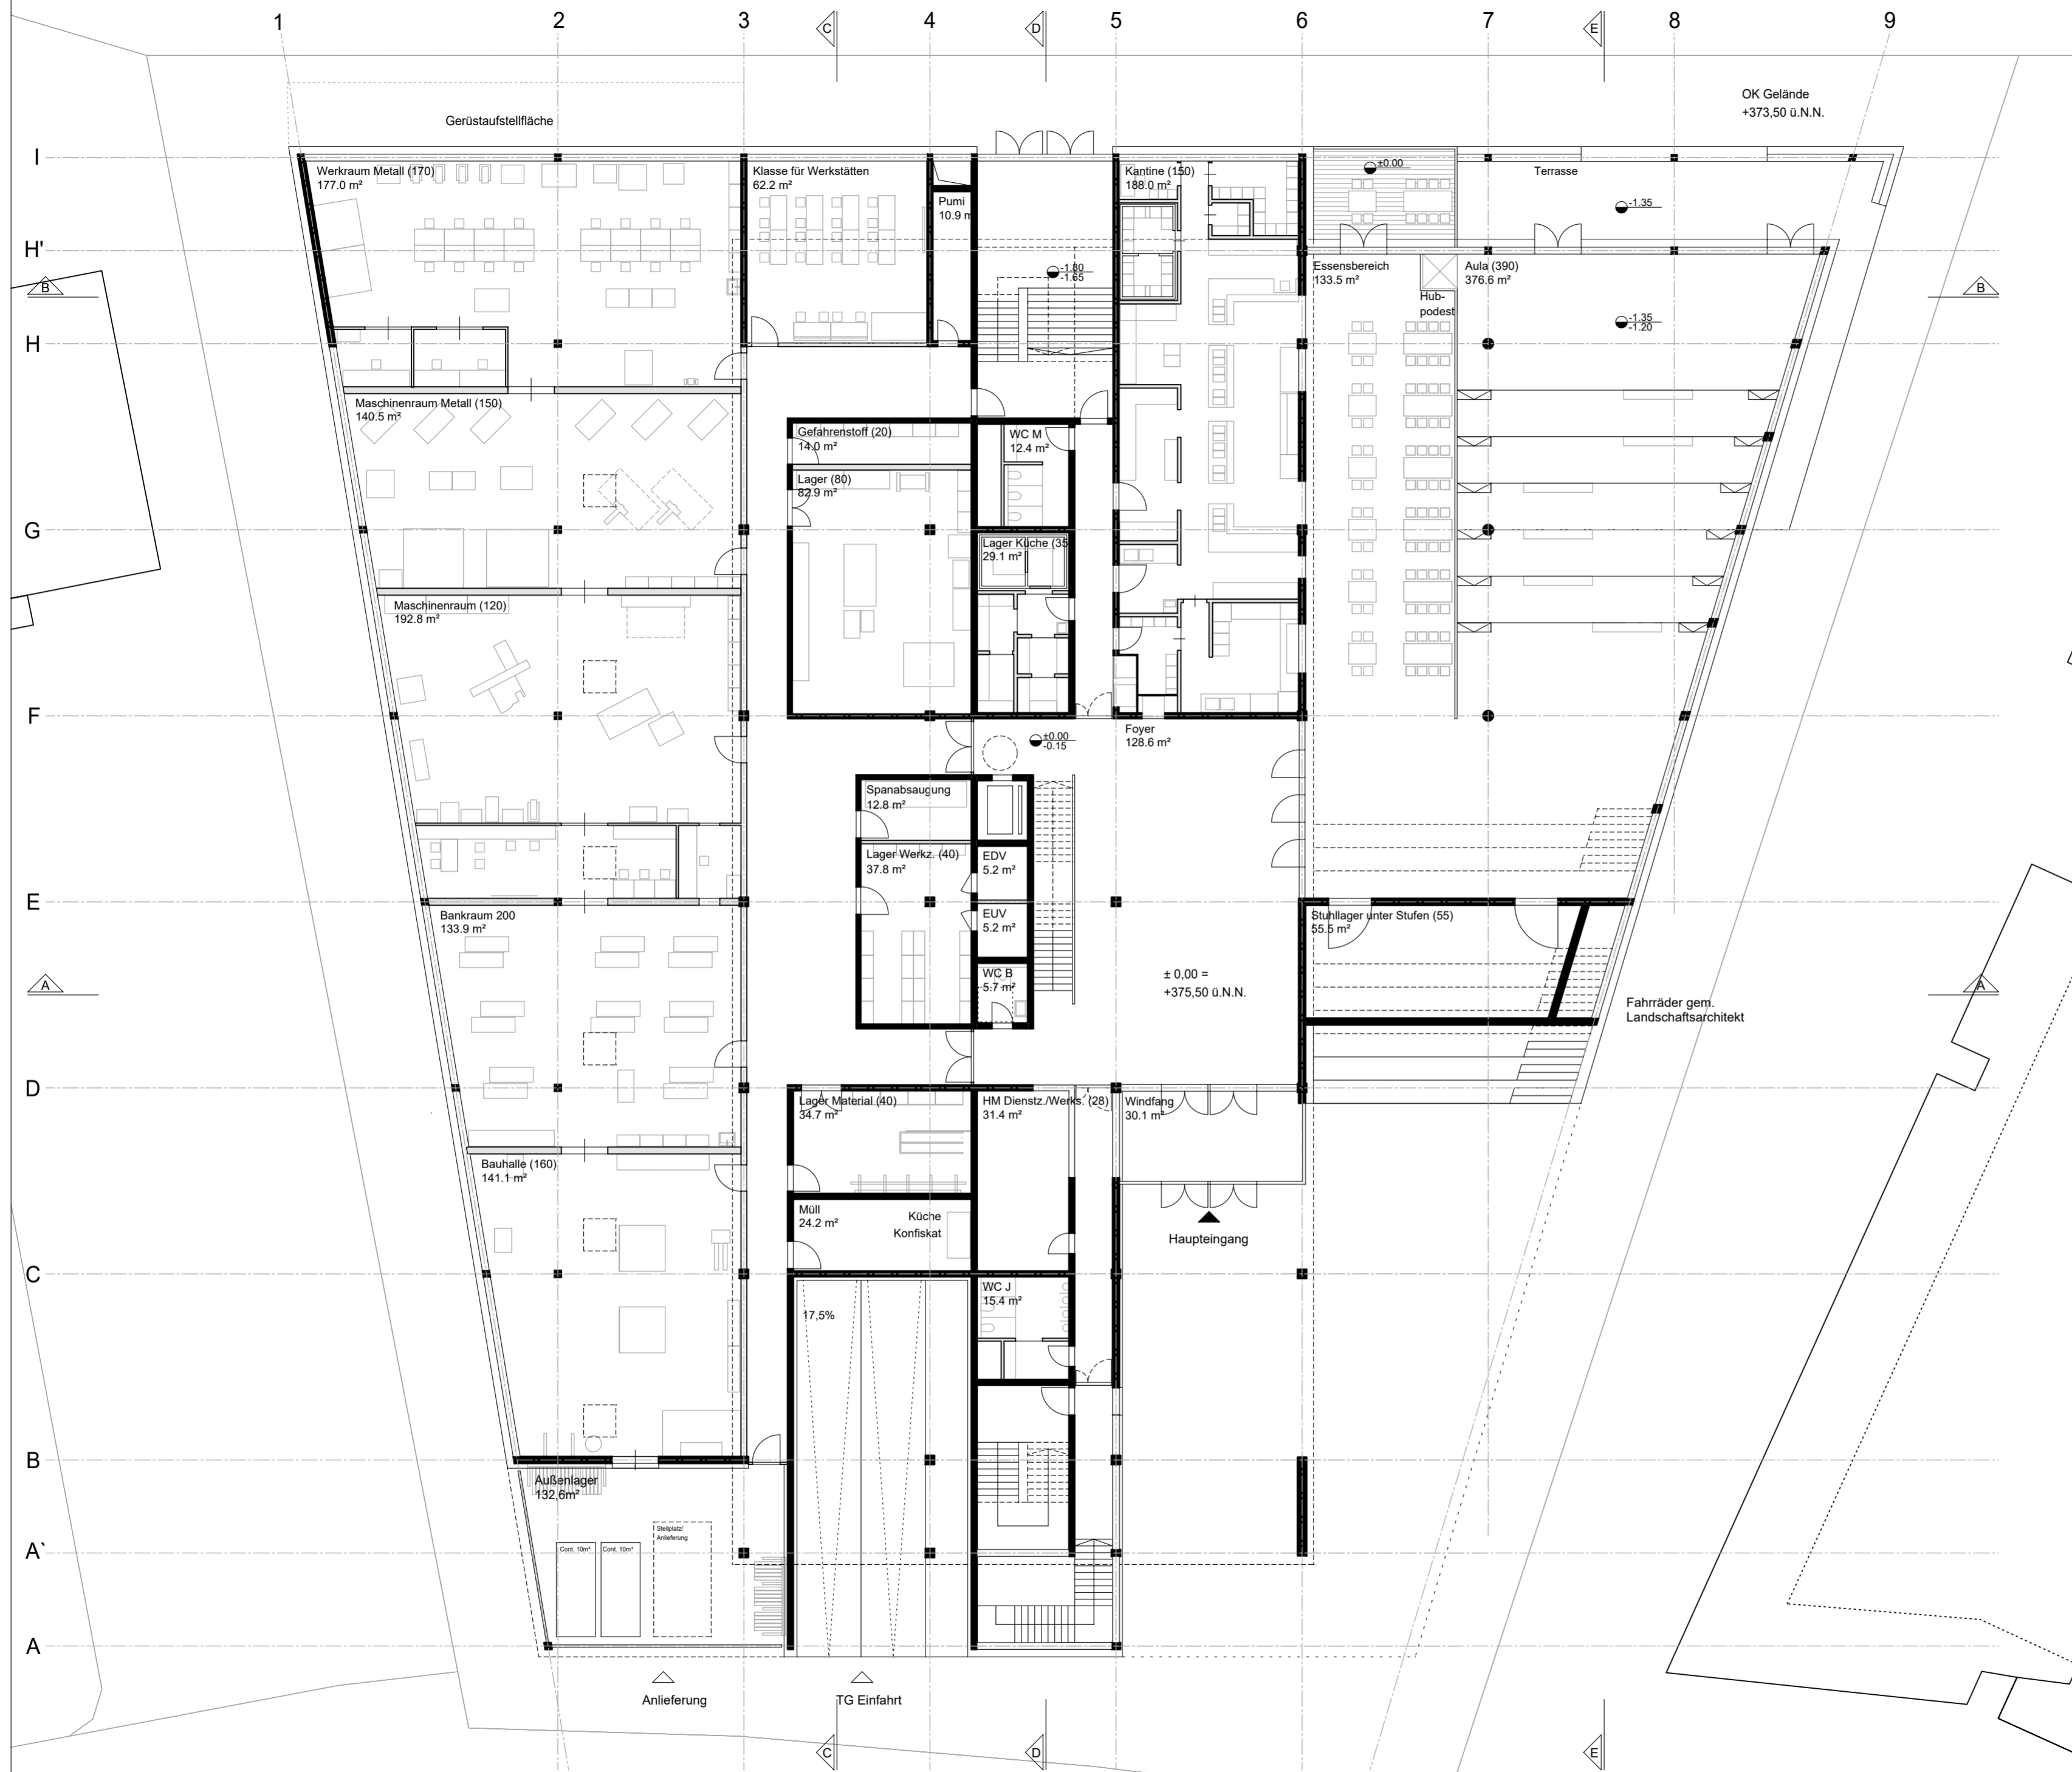 1 2 3 C 4 D 5 6 7 E 8 9
OK Gelände
+373,50 ü.N.N.
Gerüstaufstellfläche
I
Werkraum Metall (170)
177.0 m²
Klasse für Werkstätten
62.2 m²
Pumi
10.9 m
Kantine (150)
188.0 m²
±0.00
Terrasse
-1.35
H'
-1.80
-1.65
Essensbereich
133.5 m²
Hub-
podest
Aula (390)
376.6 m²
-1.35
-1.20
B
B
H
Maschinenraum Metall (150)
140.5 m²
Gefahrenstoff (20)
14.0 m²
WC M
12.4 m²
Lager (80)
82.9 m²
G
Lager Küche (35
29.1 m²
Maschinenraum (120)
192.8 m²
F
±0.00
-0.15
Foyer
128.6 m²
Spanabsaugung
12.8 m²
Lager Werkz. (40)
37.8 m²
EDV
5.2 m²
E
EUV
5.2 m²
Bankraum 200
133.9 m²
Stuhllager unter Stufen (55)
55.5 m²
WC B
5.7 m²
± 0,00 =
+375,50 ü.N.N.
A
A
Fahrräder gem.
Landschaftsarchitekt
D
Lager Material (40)
34.7 m²
HM Dienstz./Werks. (28)
31.4 m²
Windfang
30.1 m²
Bauhalle (160)
141.1 m²
Müll
24.2 m²
Küche
Konfiskat
Haupteingang
C
WC J
15.4 m²
17,5%
B
Außenlager
132,6m²
Stellplatz/
Anlieferung
A`
Cont. 10m³
Cont. 10m³
A
Anlieferung
TG Einfahrt
C D E